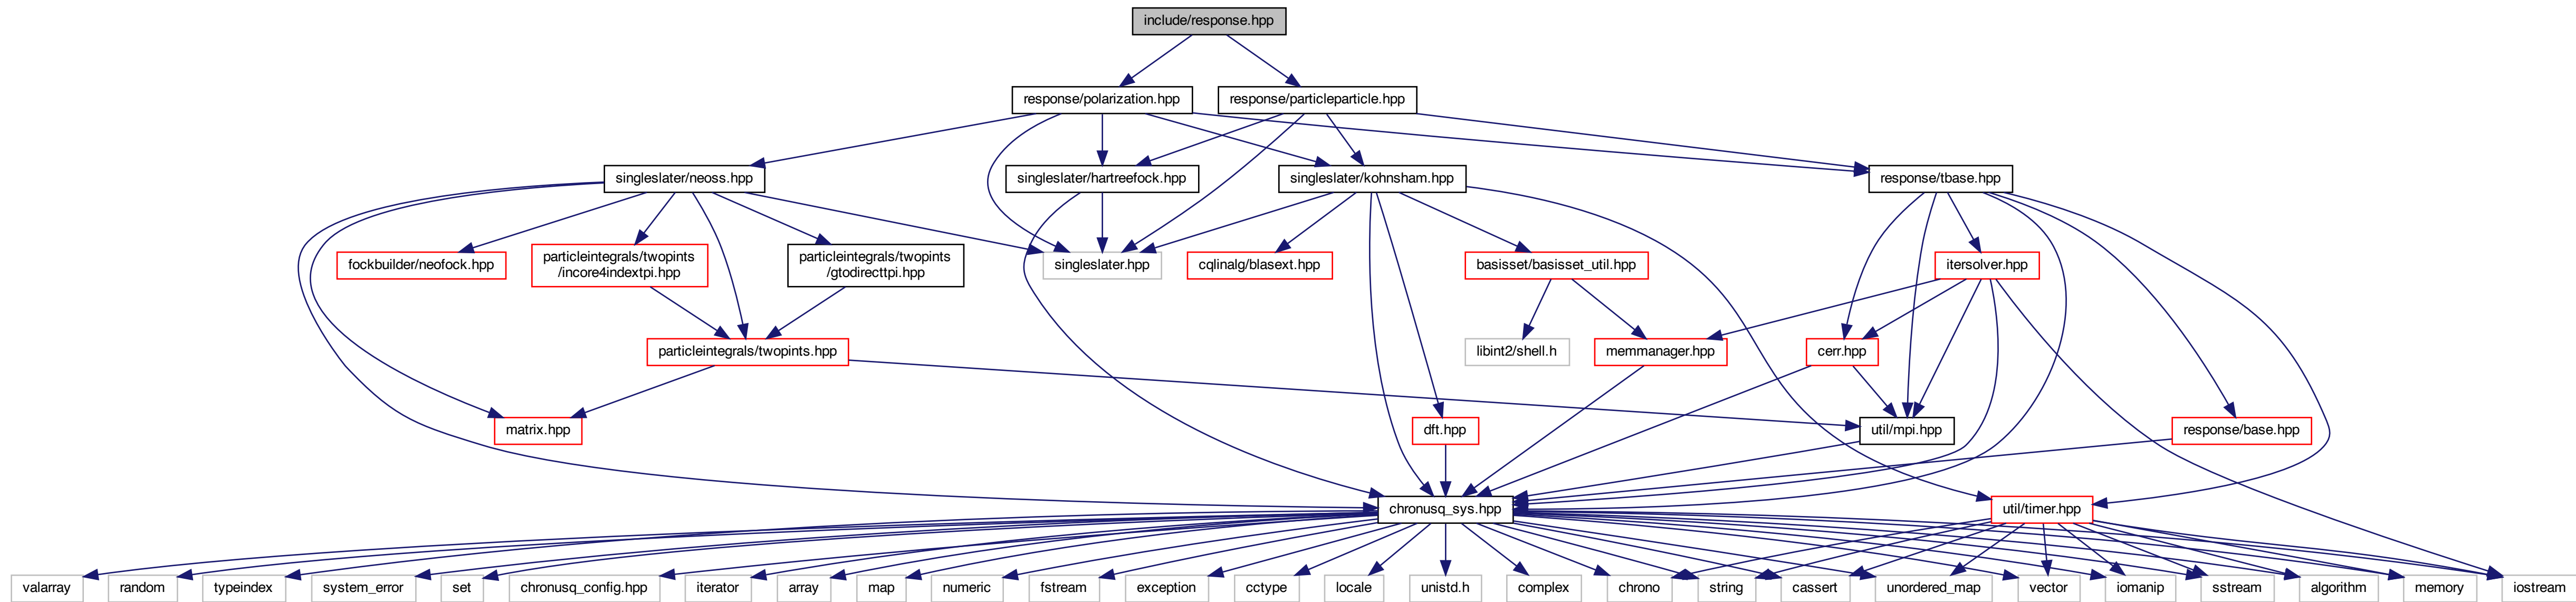 include/response.hpp
response/polarization.hpp
response/particleparticle.hpp
singleslater/neoss.hpp
singleslater/hartreefock.hpp
singleslater/kohnsham.hpp
response/tbase.hpp
fockbuilder/neofock.hpp
particleintegrals/twopints
/incore4indextpi.hpp
particleintegrals/twopints
/gtodirecttpi.hpp
singleslater.hpp
cqlinalg/blasext.hpp
basisset/basisset_util.hpp
itersolver.hpp
particleintegrals/twopints.hpp
libint2/shell.h
memmanager.hpp
cerr.hpp
matrix.hpp
dft.hpp
util/mpi.hpp
response/base.hpp
chronusq_sys.hpp
util/timer.hpp
valarray
random
typeindex
system_error
set
chronusq_config.hpp
iterator
array
map
numeric
fstream
exception
cctype
locale
unistd.h
complex
chrono
string
cassert
unordered_map
vector
iomanip
sstream
algorithm
memory
iostream